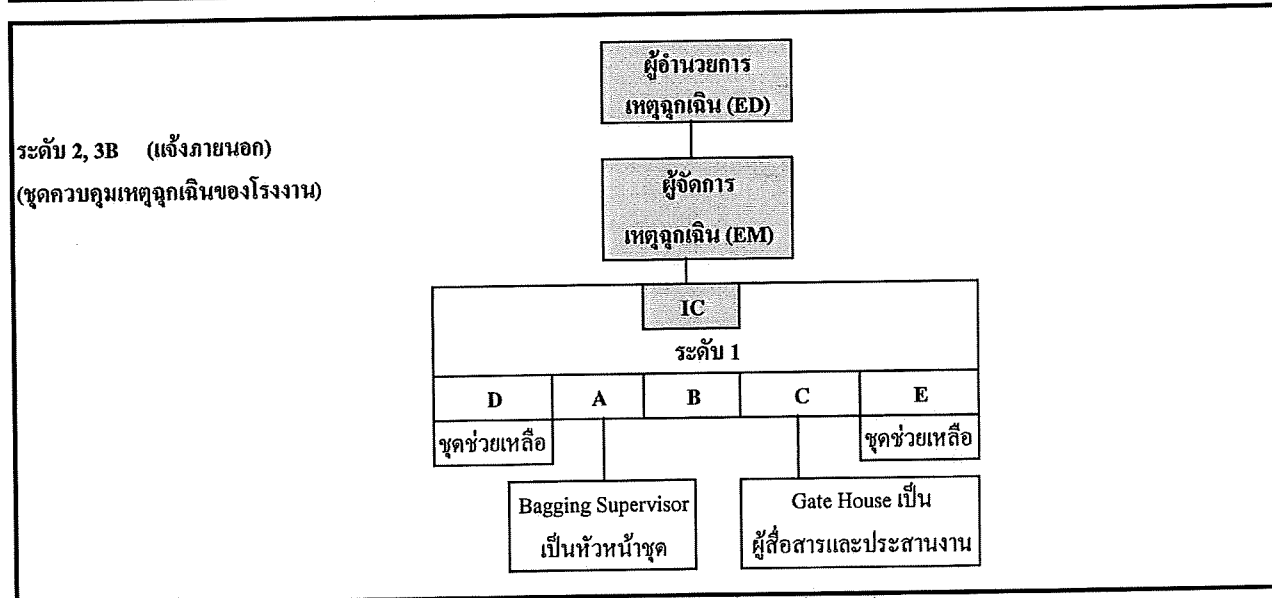 ผู้อำนวยการ
เหตุฉุกเฉิน (ED)
ระดับ 2, 3B (แจ้งภายนอก)
(ชุดควบคุมเหตุฉุกเฉินของโรงงาน)
ผู้จัดการ
เหตุฉุกเฉิน (EM)
IC
ระดับ 1
D A B C E
ชุดช่วยเหลือ ชุดช่วยเหลือ
Bagging Supervisor
เป็นหัวหน้าชุด
Gate House เป็น
ผู้สื่อสารและประสานงาน